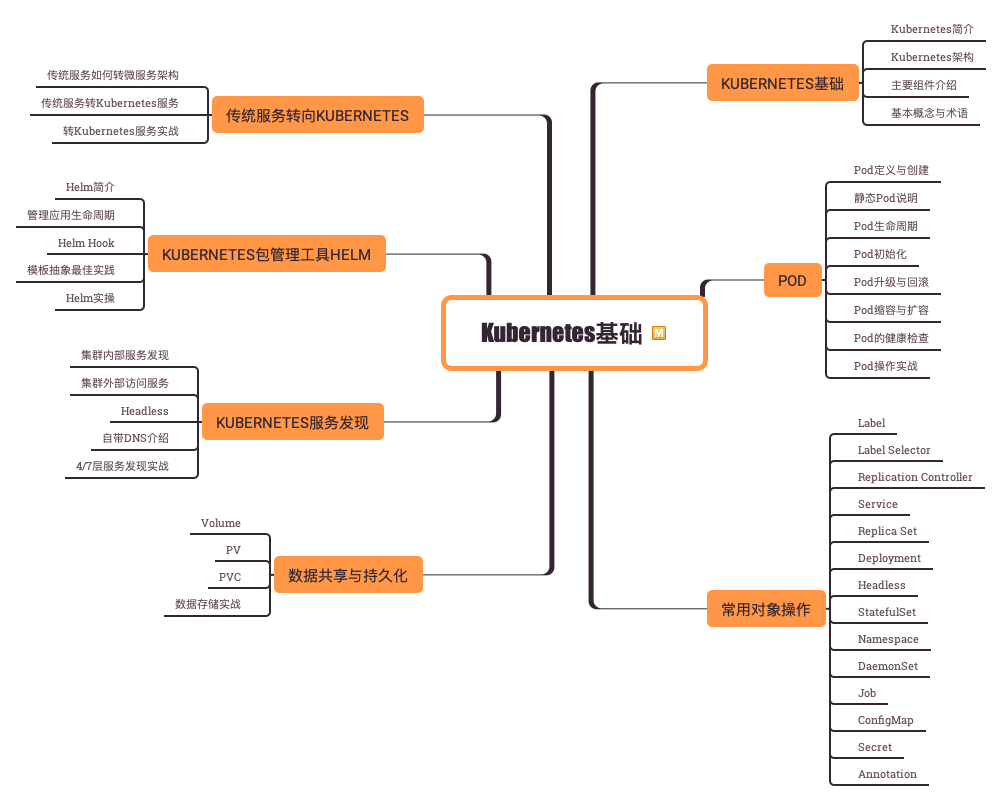 Kubernetes基础
M
KUBERNETES基础
Kubernetes简介
Kubernetes架构
主要组件介绍
基本概念与术语
POD
Pod定义与创建
静态Pod说明
Pod生命周期
Pod初始化
Pod升级与回滚
Pod缩容与扩容
Pod的健康检查
Pod操作实战
常用对象操作
Label
Label Selector
Replication Controller
Service
Replica Set
Deployment
Headless
StatefulSet
Namespace
DaemonSet
Job
ConfigMap
Secret
Annotation
传统服务转向KUBERNETES
传统服务如何转微服务架构
传统服务转Kubernetes服务
转Kubernetes服务实战
KUBERNETES包管理工具HELM
Helm简介
管理应用生命周期
Helm Hook
模板抽象最佳实践
Helm实操
KUBERNETES服务发现
集群内部服务发现
集群外部访问服务
Headless
自带DNS介绍
4/7层服务发现实战
数据共享与持久化
Volume
PV
PVC
数据存储实战